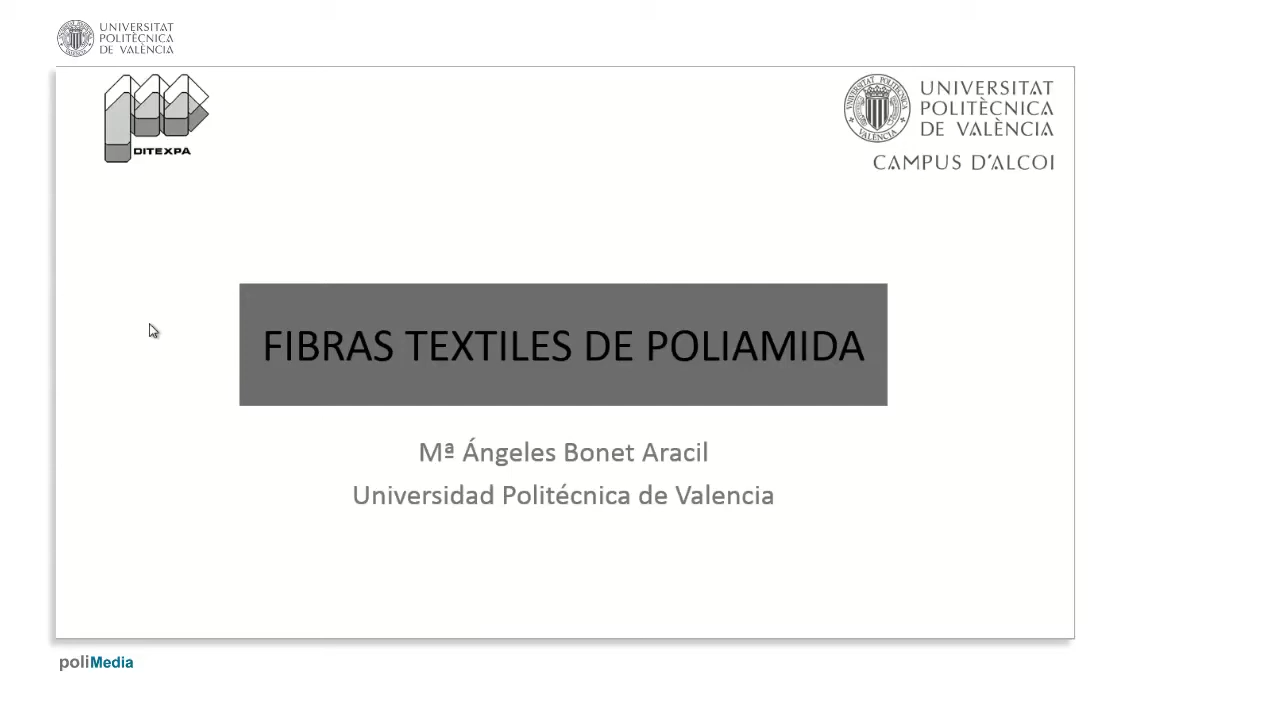 UNIVERSITAT
POLITÈCNICA
DE VALÈNCIA
DITEXPA
UNIVERSITAT
POLITÈCNICA
DE VALÈNCIA
CAMPUS D'ALCOI
FIBRAS TEXTILES DE POLIAMIDA
Mª Ángeles Bonet Aracil
Universidad Politécnica de Valencia
poliMedia